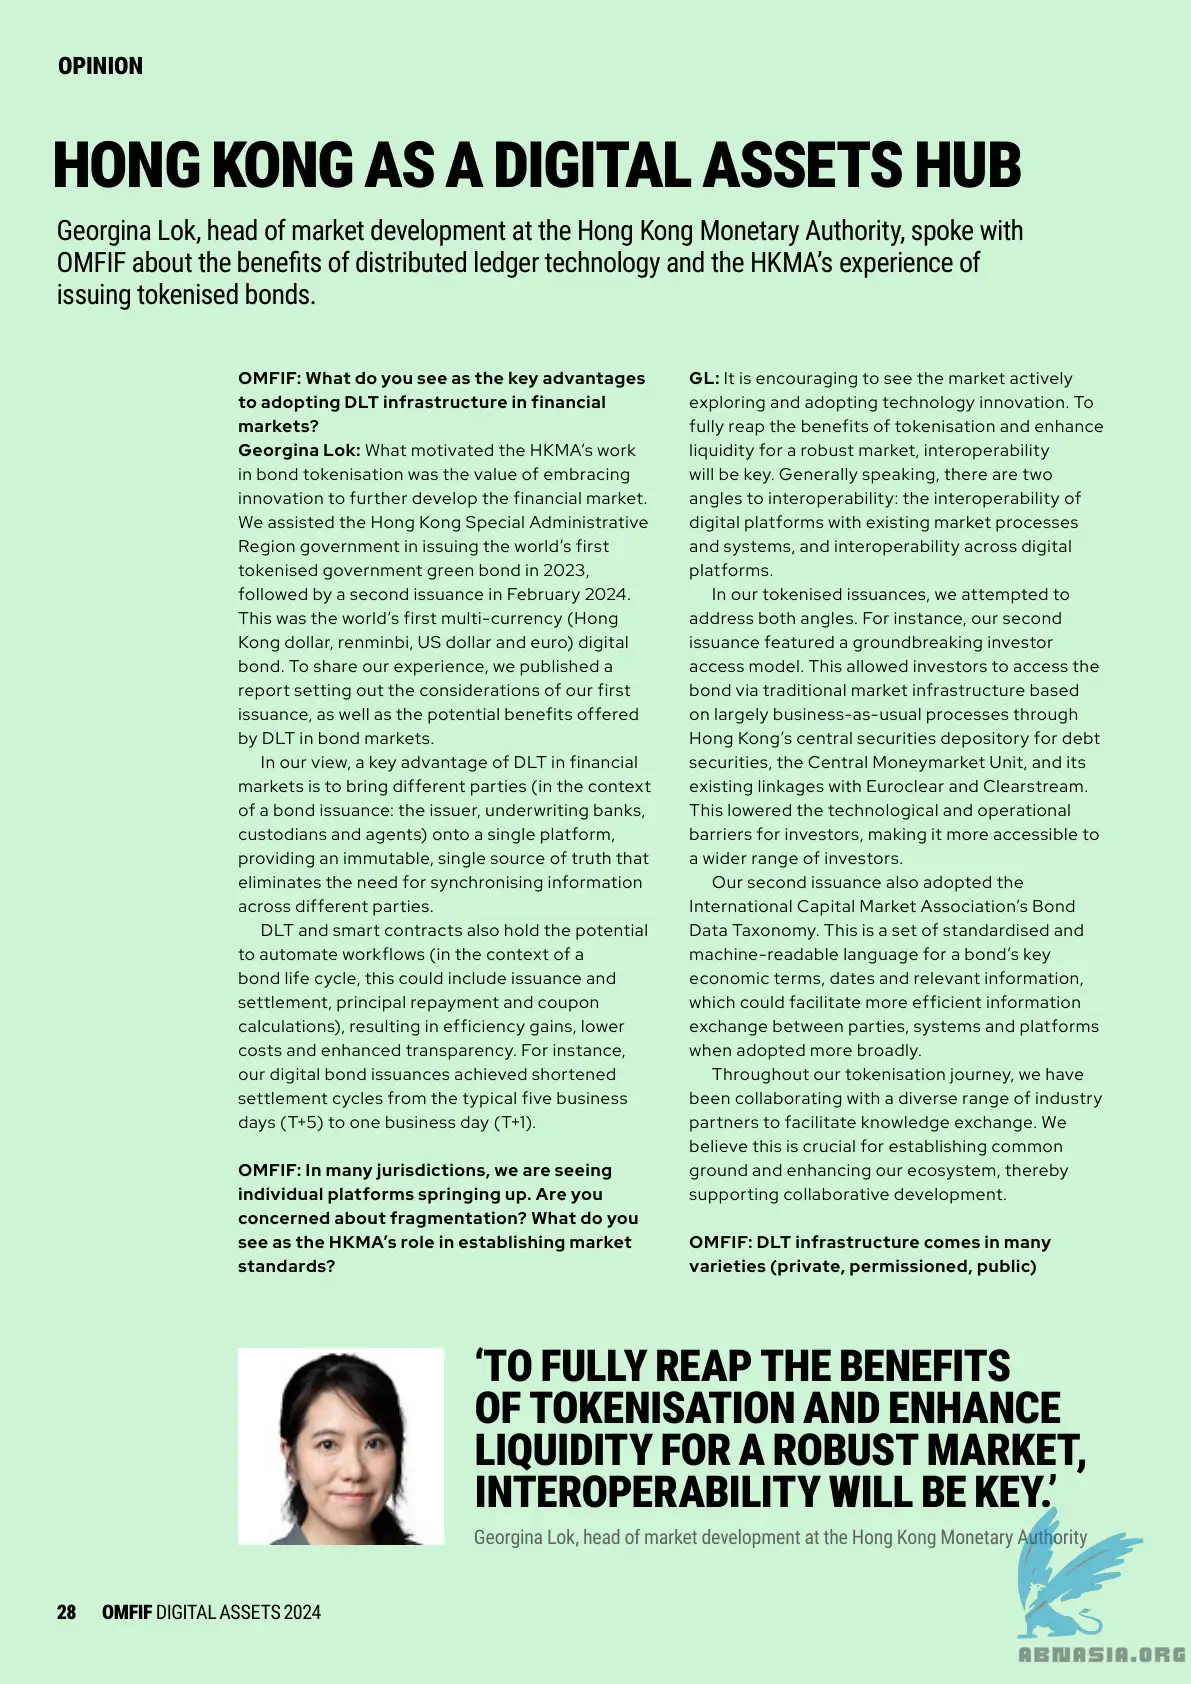 OPINION
HONG KONG AS A DIGITAL ASSETS HUB
Georgina Lok, head of market development at the Hong Kong Monetary Authority, spoke with
OMFIF about the benefits of distributed ledger technology and the HKMA’s experience of
issuing tokenised bonds.
OMFIF: What do you see as the key advantages
to adopting DLT infrastructure in financial
markets?
Georgina Lok: What motivated the HKMA’s work
in bond tokenisation was the value of embracing
innovation to further develop the financial market.
We assisted the Hong Kong Special Administrative
Region government in issuing the world’s first
tokenised government green bond in 2023,
followed by a second issuance in February 2024.
This was the world’s first multi-currency (Hong
Kong dollar, renminbi, US dollar and euro) digital
bond. To share our experience, we published a
report setting out the considerations of our first
issuance, as well as the potential benefits offered
by DLT in bond markets.
In our view, a key advantage of DLT in financial
markets is to bring different parties (in the context
of a bond issuance: the issuer, underwriting banks,
custodians and agents) onto a single platform,
providing an immutable, single source of truth that
eliminates the need for synchronising information
across different parties.
DLT and smart contracts also hold the potential
to automate workflows (in the context of a
bond life cycle, this could include issuance and
settlement, principal repayment and coupon
calculations), resulting in efficiency gains, lower
costs and enhanced transparency. For instance,
our digital bond issuances achieved shortened
settlement cycles from the typical five business
days (T+5) to one business day (T+1).
OMFIF: In many jurisdictions, we are seeing
individual platforms springing up. Are you
concerned about fragmentation? What do you
see as the HKMA’s role in establishing market
standards?
GL: It is encouraging to see the market actively
exploring and adopting technology innovation. To
fully reap the benefits of tokenisation and enhance
liquidity for a robust market, interoperability
will be key. Generally speaking, there are two
angles to interoperability: the interoperability of
digital platforms with existing market processes
and systems, and interoperability across digital
platforms.
In our tokenised issuances, we attempted to
address both angles. For instance, our second
issuance featured a groundbreaking investor
access model. This allowed investors to access the
bond via traditional market infrastructure based
on largely business-as-usual processes through
Hong Kong’s central securities depository for debt
securities, the Central Moneymarket Unit, and its
existing linkages with Euroclear and Clearstream.
This lowered the technological and operational
barriers for investors, making it more accessible to
a wider range of investors.
Our second issuance also adopted the
International Capital Market Association’s Bond
Data Taxonomy. This is a set of standardised and
machine-readable language for a bond’s key
economic terms, dates and relevant information,
which could facilitate more efficient information
exchange between parties, systems and platforms
when adopted more broadly.
Throughout our tokenisation journey, we have
been collaborating with a diverse range of industry
partners to facilitate knowledge exchange. We
believe this is crucial for establishing common
ground and enhancing our ecosystem, thereby
supporting collaborative development.
OMFIF: DLT infrastructure comes in many
varieties (private, permissioned, public)
‘TO FULLY REAP THE BENEFITS
OF TOKENISATION AND ENHANCE
LIQUIDITY FOR A ROBUST MARKET,
INTEROPERABILITY WILL BE KEY.’
Georgina Lok, head of market development at the Hong Kong Monetary Authority
28 OMFIF DIGITAL ASSETS 2024
ABNASIA.ORG